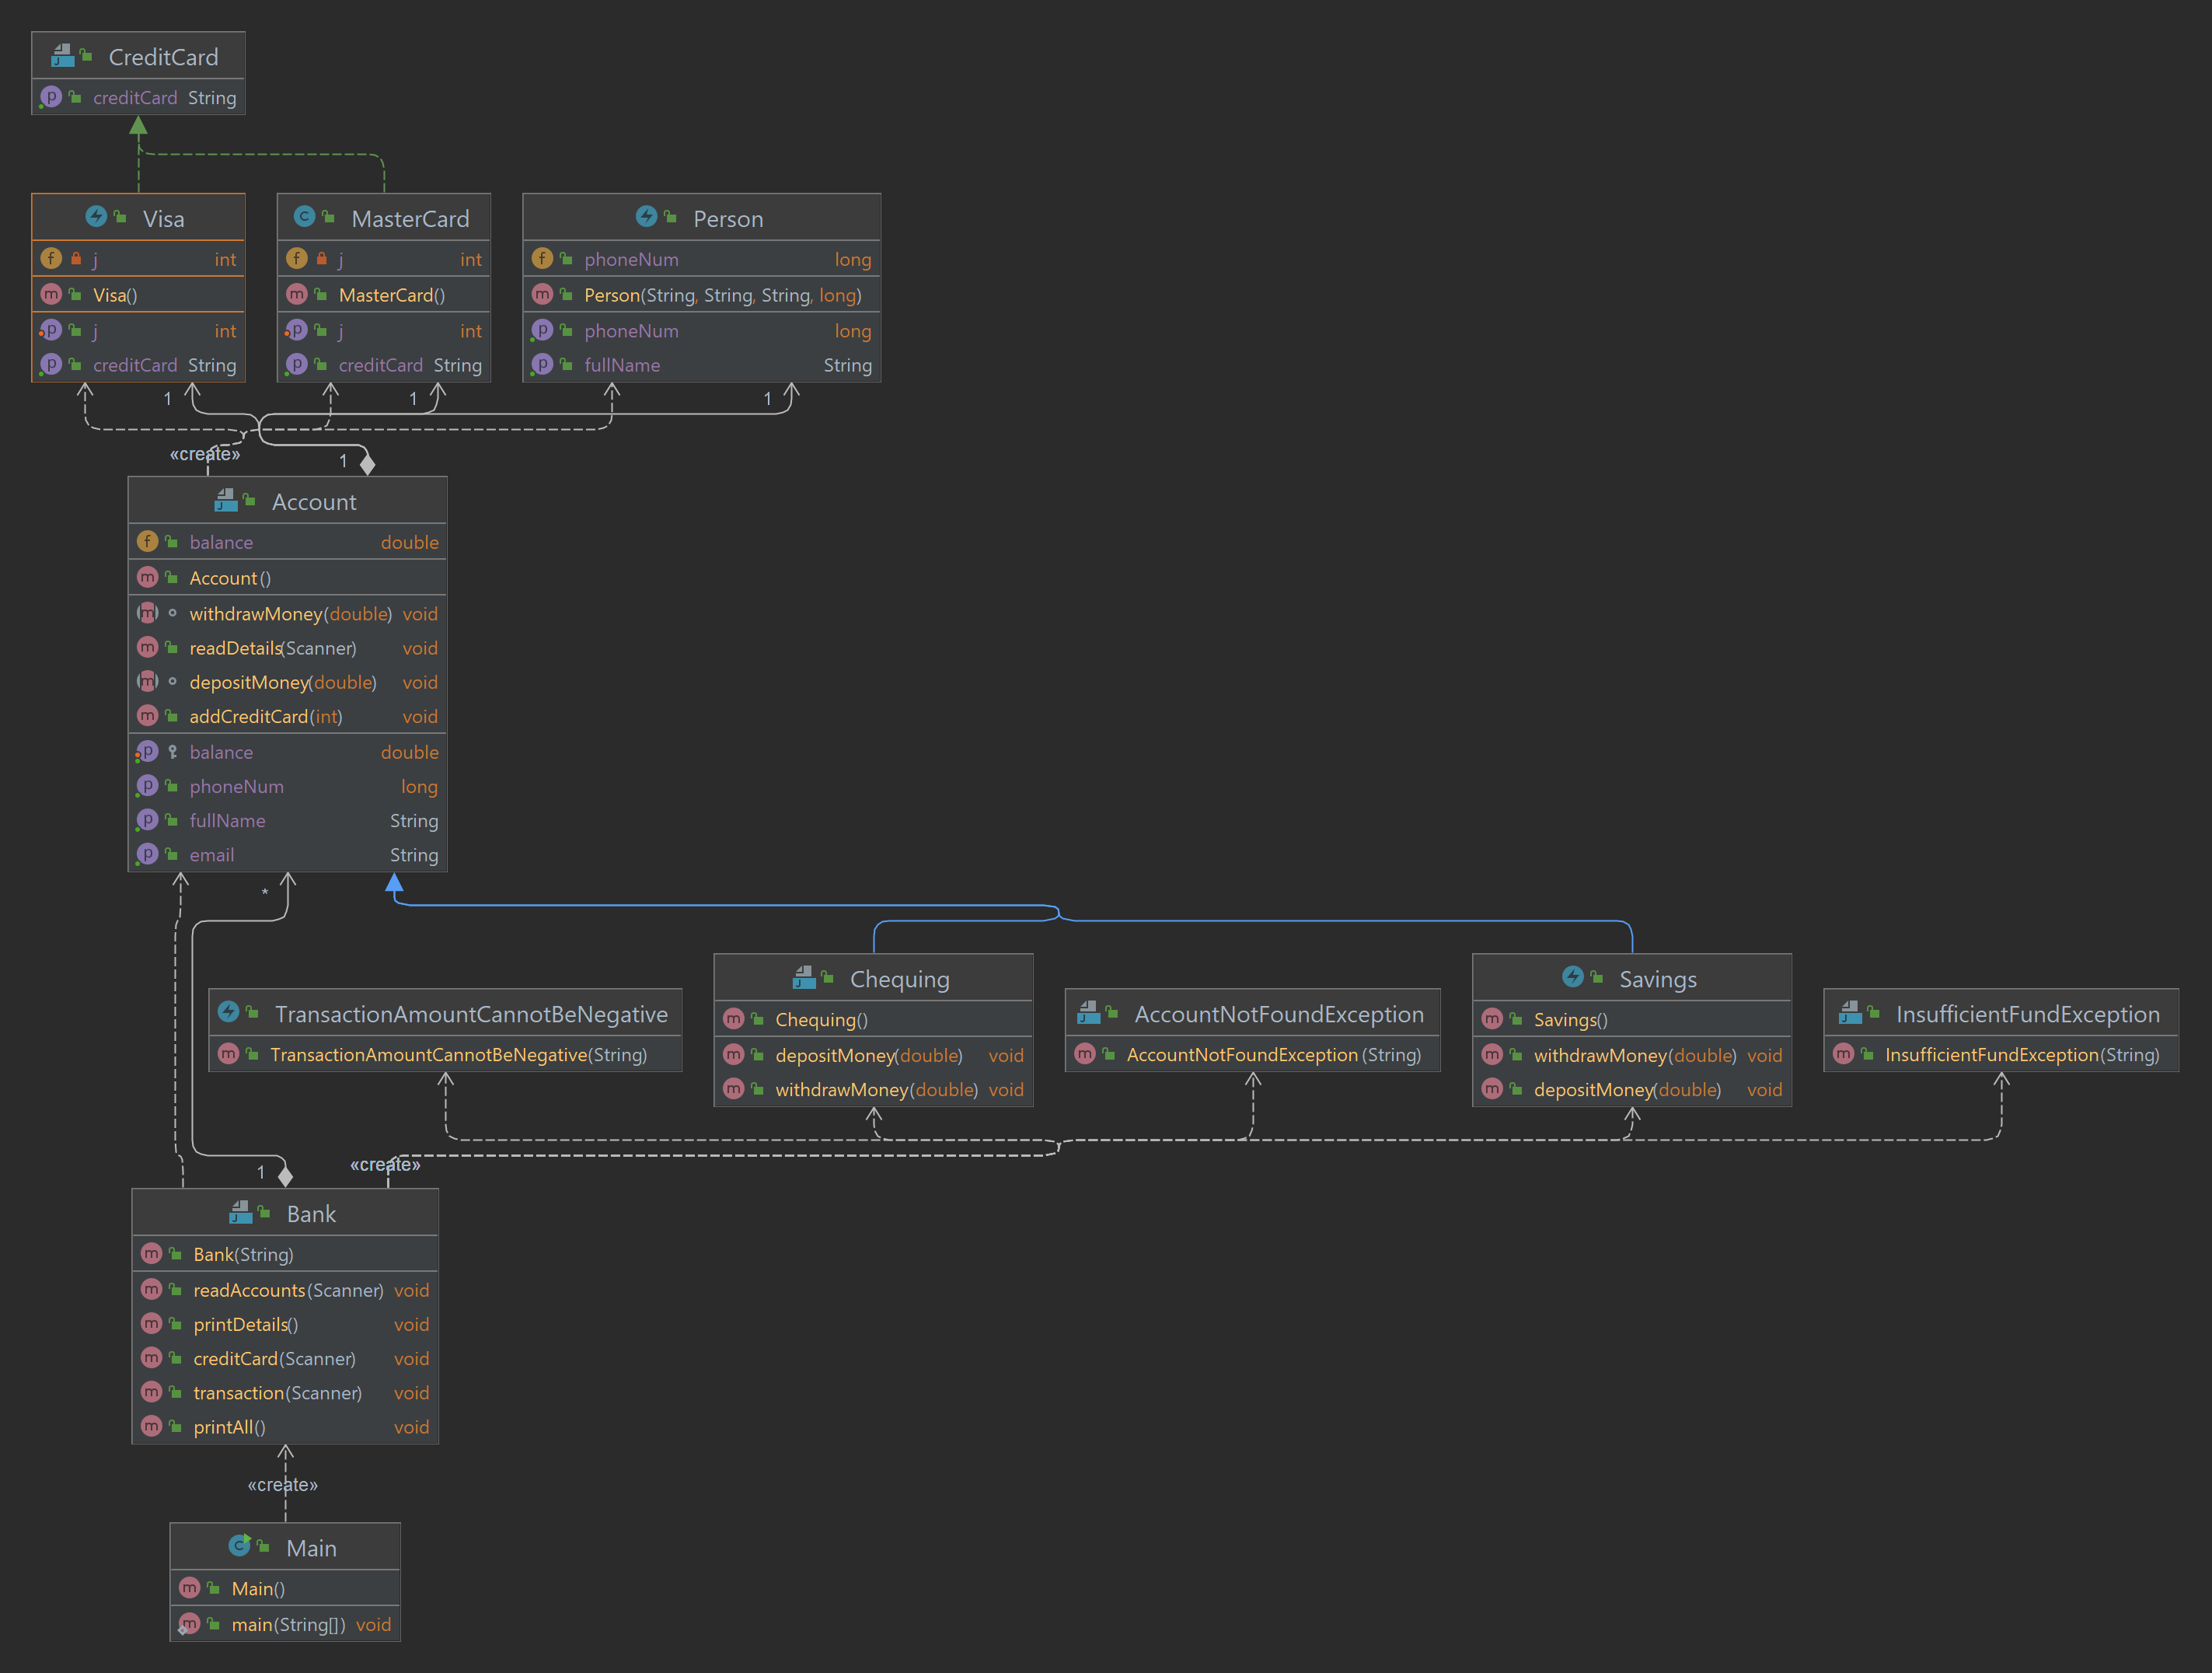 CreditCard
creditCard String
Visa
j int
Visa()
j int
creditCard String
MasterCard
j int
MasterCard()
j int
creditCard String
Person
phoneNum long
Person(String, String, String, long)
phoneNum long
fullName String
1
1
1
«create»
1
Account
balance double
Account()
withdrawMoney(double) void
readDetails(Scanner) void
depositMoney(double) void
addCreditCard(int) void
balance double
phoneNum long
fullName String
email String
*
TransactionAmountCannotBeNegative
TransactionAmountCannotBeNegative(String)
Chequing
Chequing()
depositMoney(double) void
withdrawMoney(double) void
AccountNotFoundException
AccountNotFoundException(String)
Savings
Savings()
withdrawMoney(double) void
depositMoney(double) void
InsufficientFundException
InsufficientFundException(String)
1
«create»
Bank
Bank(String)
readAccounts(Scanner) void
printDetails() void
creditCard(Scanner) void
transaction(Scanner) void
printAll() void
«create»
Main
Main()
main(String[]) void